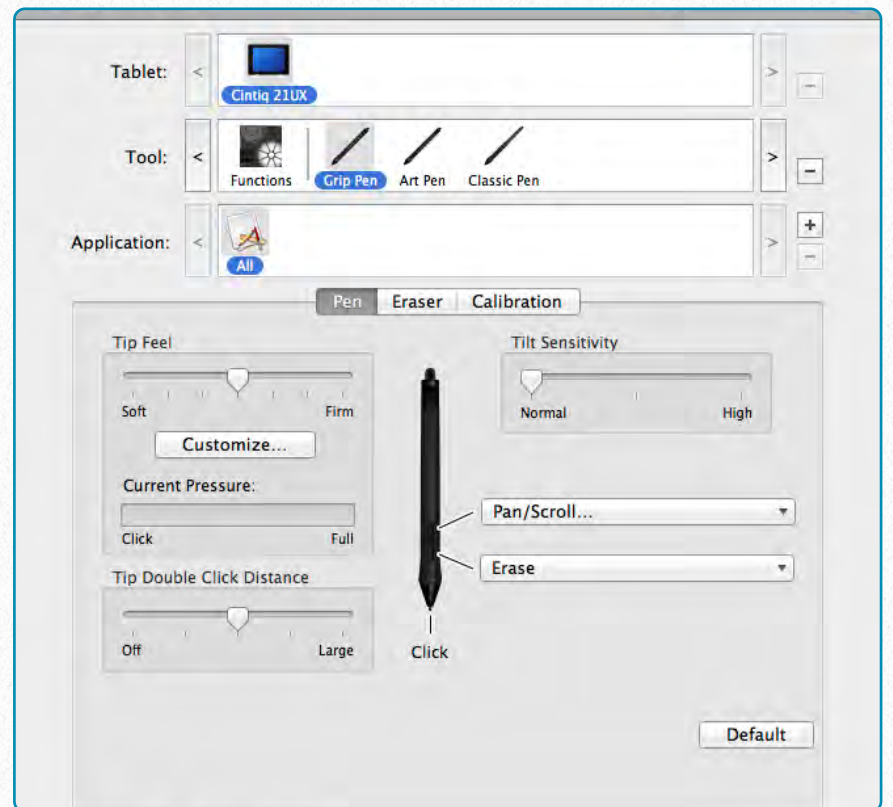 Tablet:
<
Cintiq 21UX
>
−
Tool:
<
Functions
Grip Pen
Art Pen
Classic Pen
>
−
Application:
<
All
>
+
−
Pen Eraser Calibration
Tip Feel
Soft Firm
Customize...
Current Pressure:
Click Full
Tip Double Click Distance
Off Large
Click
Tilt Sensitivity
Normal High
Pan/Scroll...
Erase
Default